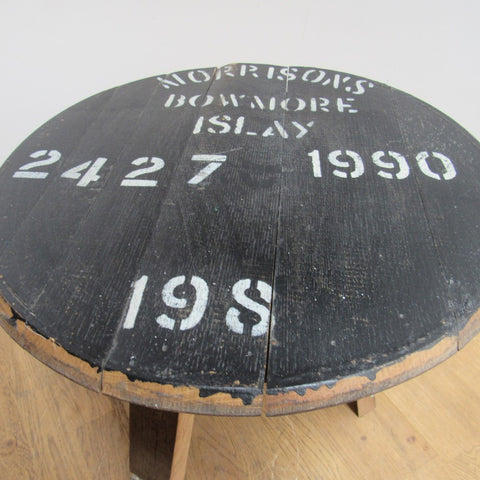 MORRISONS
BOWMORE
ISLAY
2427 1990
198